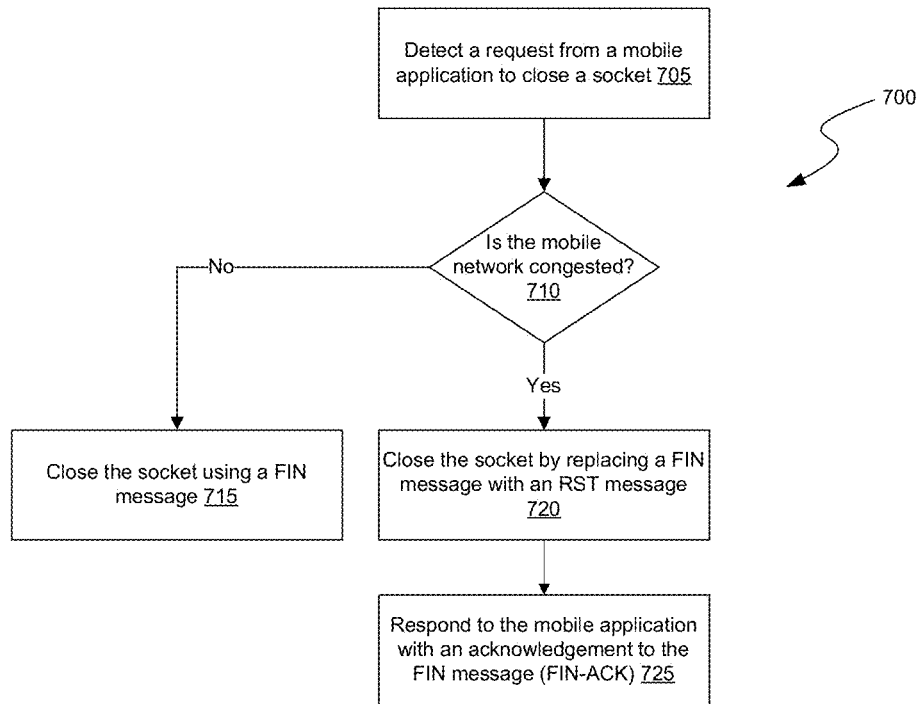 Detect a request from a mobile
application to close a socket 705
700
Is the mobile
network congested?
710
No
Yes
Close the socket using a FIN
message 715
Close the socket by replacing a FIN
message with an RST message
720
Respond to the mobile application
with an acknowledgement to the
FIN message (FIN-ACK) 725